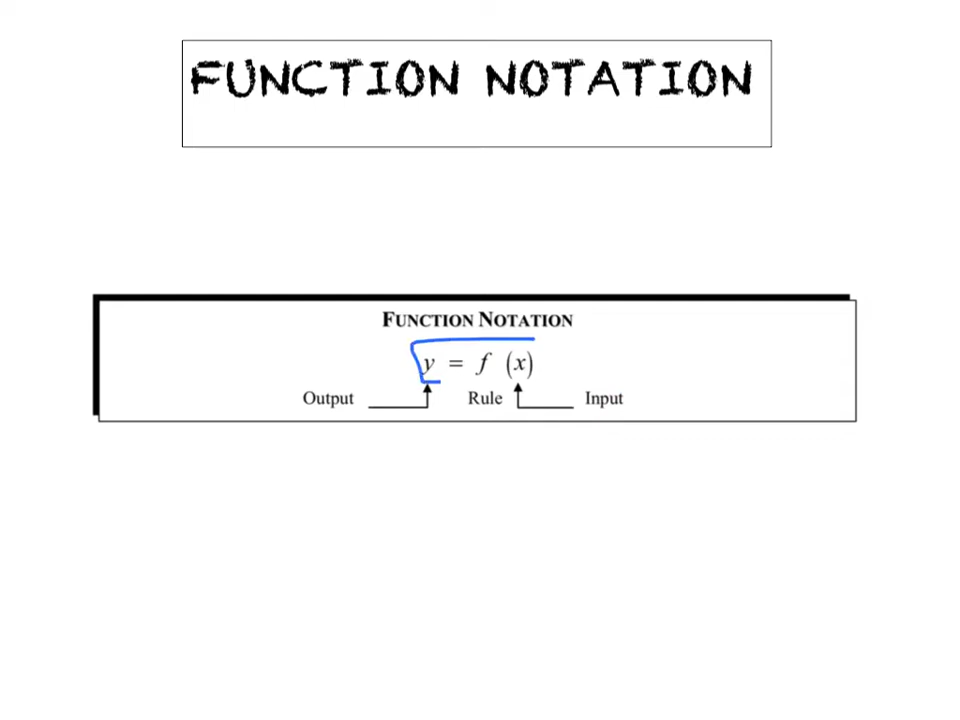 FUNCTION NOTATION
FUNCTION NOTATION
y = f (x)
Output Rule Input